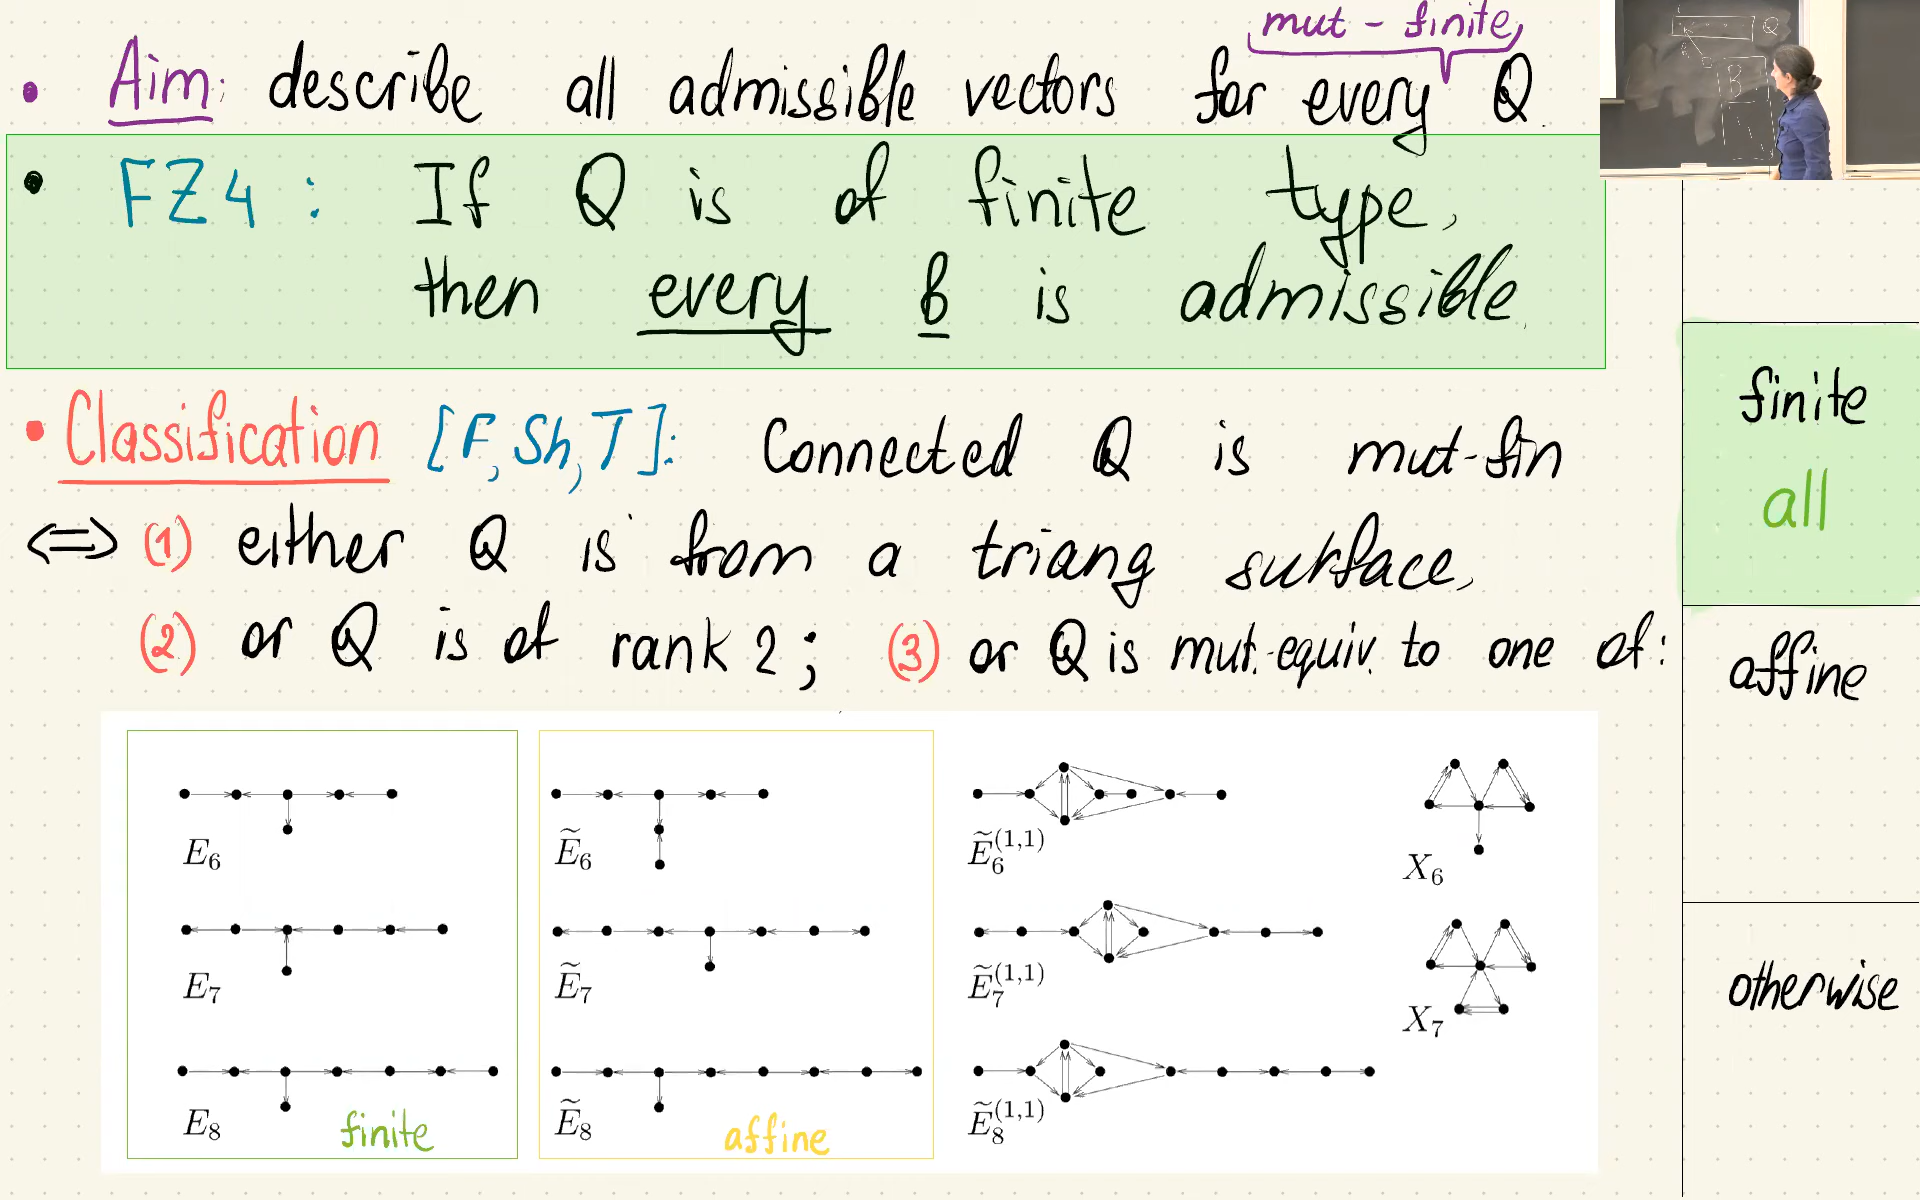 mut - finite
• Aim: describe all admissible vectors for every Q.
• FZ4 : If Q is of finite type,
then every b is admissible.
• Classification [F, Sh, T]: Connected Q is mut-fin
⇔ (1) either Q is from a triang surface,
(2) or Q is of rank 2; (3) or Q is mut.-equiv. to one of:
E₆
Ẽ₆
Ẽ₆^(1,1)
X₆
E₇
Ẽ₇
Ẽ₇^(1,1)
X₇
E₈ finite
Ẽ₈ affine
Ẽ₈^(1,1)
finite
all
affine
otherwise
Q
B